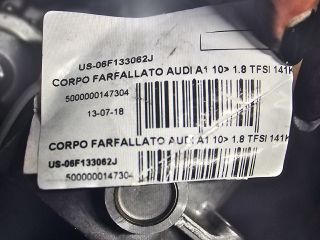 US-06F133062J
CORPO FARFALLATO AUDI A1 10> 1.8 TFSI 141K
5000000147304
13-07-18
CORPO FARFALLATO AUDI A1 10> 1.8 TFSI 141K
US-06F133062J
5000000147304